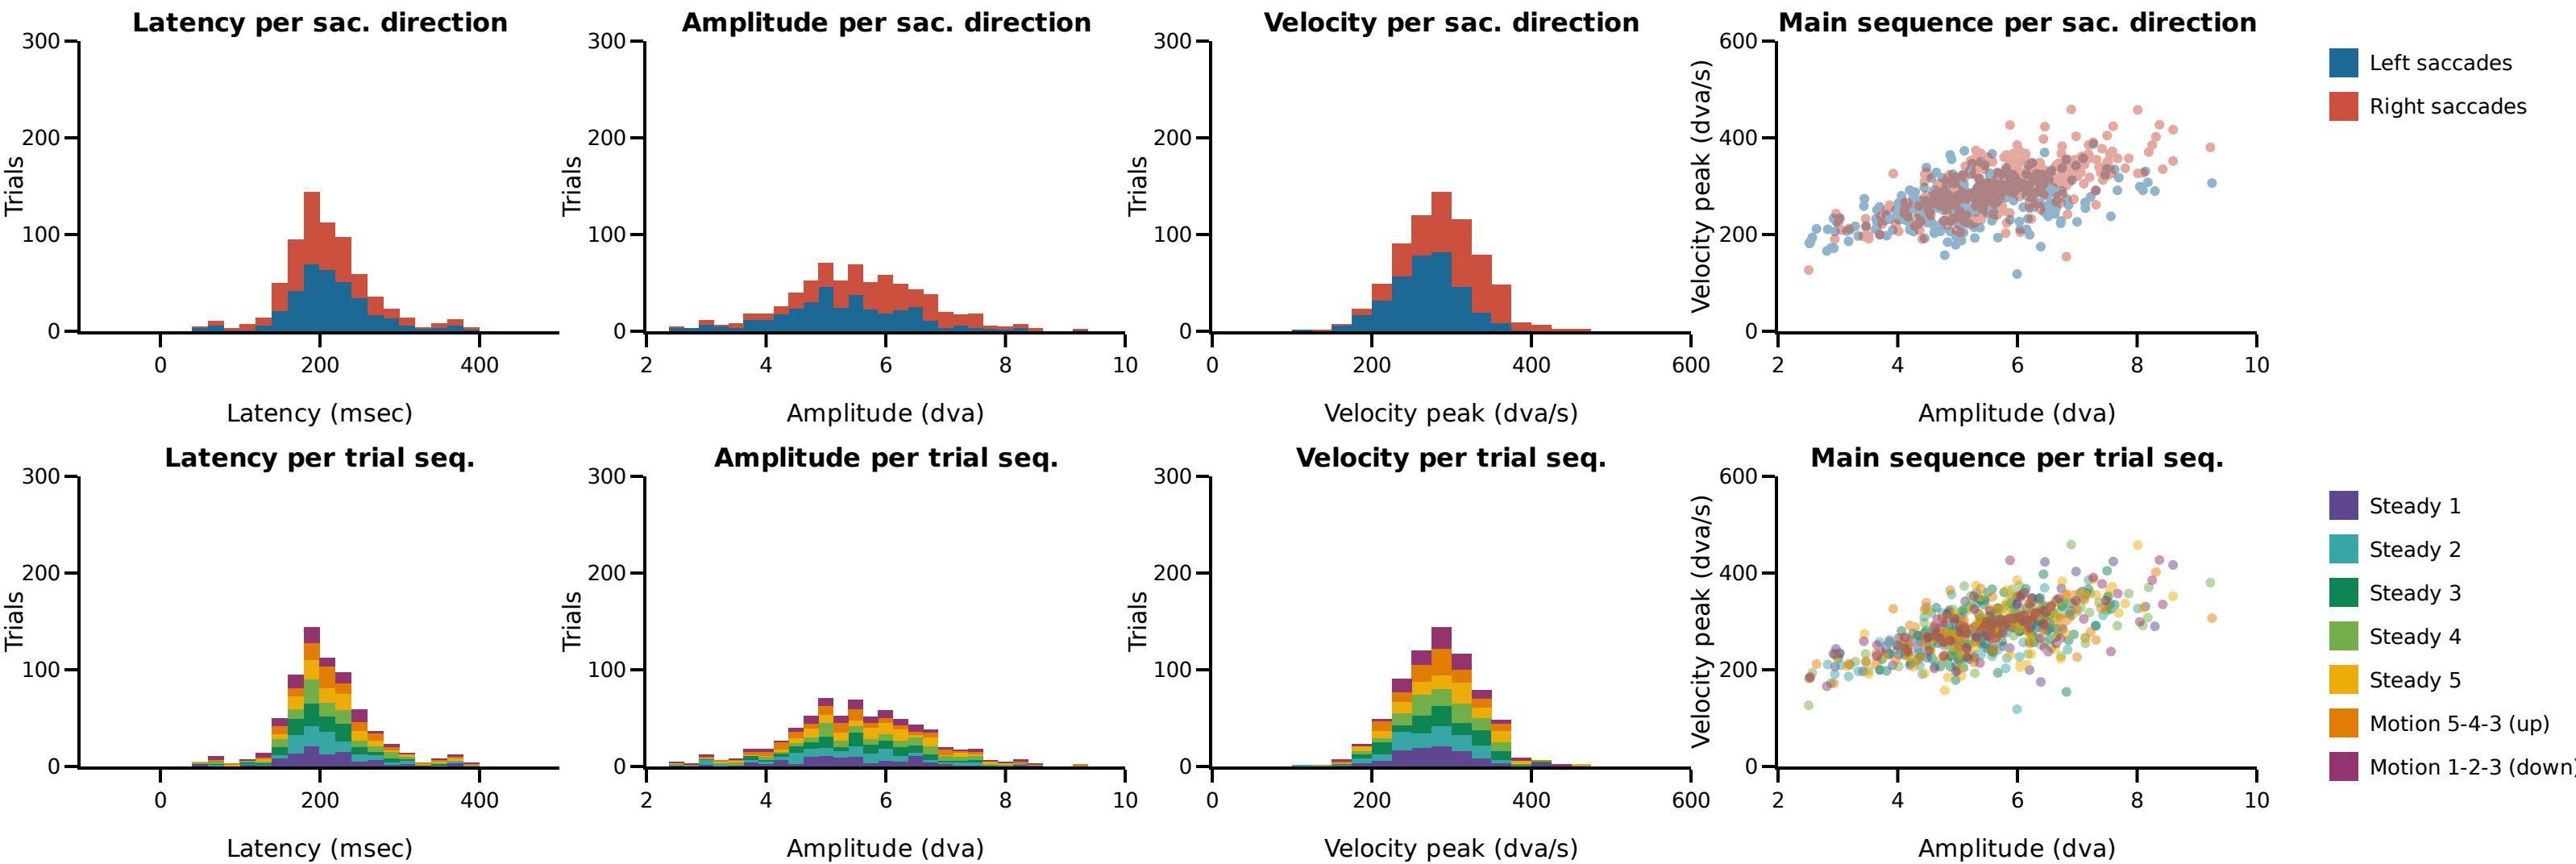 Latency per sac. direction
300
200
100
0
Trials
0 200 400
Latency (msec)
Amplitude per sac. direction
300
200
100
0
Trials
2 4 6 8 10
Amplitude (dva)
Velocity per sac. direction
300
200
100
0
Trials
0 200 400 600
Velocity peak (dva/s)
Main sequence per sac. direction
600
400
200
0
Velocity peak (dva/s)
2 4 6 8 10
Amplitude (dva)
Left saccades
Right saccades
Latency per trial seq.
300
200
100
0
Trials
0 200 400
Latency (msec)
Amplitude per trial seq.
300
200
100
0
Trials
2 4 6 8 10
Amplitude (dva)
Velocity per trial seq.
300
200
100
0
Trials
0 200 400 600
Velocity peak (dva/s)
Main sequence per trial seq.
600
400
200
0
Velocity peak (dva/s)
2 4 6 8 10
Amplitude (dva)
Steady 1
Steady 2
Steady 3
Steady 4
Steady 5
Motion 5-4-3 (up)
Motion 1-2-3 (down)